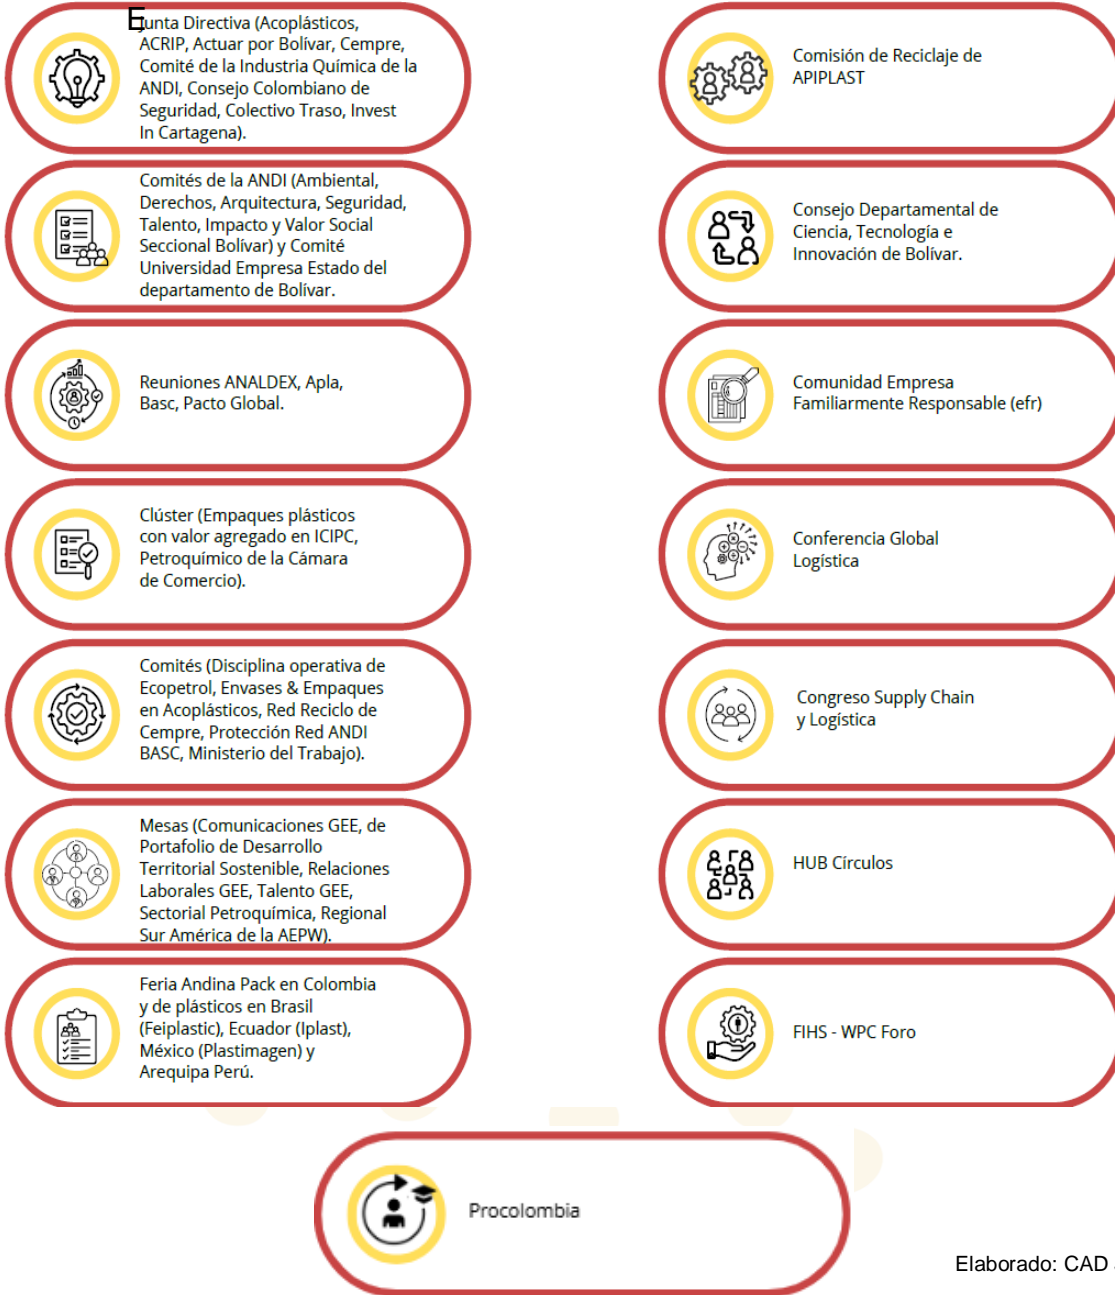 E
Junta Directiva (Acoplásticos,
ACRIP, Actuar por Bolívar, Cempre,
Comité de la Industria Química de la
ANDI, Consejo Colombiano de
Seguridad, Colectivo Traso, Invest
In Cartagena).
Comités de la ANDI (Ambiental,
Derechos, Arquitectura, Seguridad,
Talento, Impacto y Valor Social
Seccional Bolívar) y Comité
Universidad Empresa Estado del
departamento de Bolívar.
Reuniones ANALDEX, Apla,
Basc, Pacto Global.
Clúster (Empaques plásticos
con valor agregado en ICIPC,
Petroquímico de la Cámara
de Comercio).
Comités (Disciplina operativa de
Ecopetrol, Envases & Empaques
en Acoplásticos, Red Reciclo de
Cempre, Protección Red ANDI
BASC, Ministerio del Trabajo).
Mesas (Comunicaciones GEE, de
Portafolio de Desarrollo
Territorial Sostenible, Relaciones
Laborales GEE, Talento GEE,
Sectorial Petroquímica, Regional
Sur América de la AEPW).
Feria Andina Pack en Colombia
y de plásticos en Brasil
(Feiplastic), Ecuador (Iplast),
México (Plastimagen) y
Arequipa Perú.
Comisión de Reciclaje de
APIPLAST
Consejo Departamental de
Ciencia, Tecnología e
Innovación de Bolívar.
Comunidad Empresa
Familiarmente Responsable (efr)
Conferencia Global
Logística
Congreso Supply Chain
y Logística
HUB Círculos
FIHS - WPC Foro
Procolombia
Elaborado: CAD